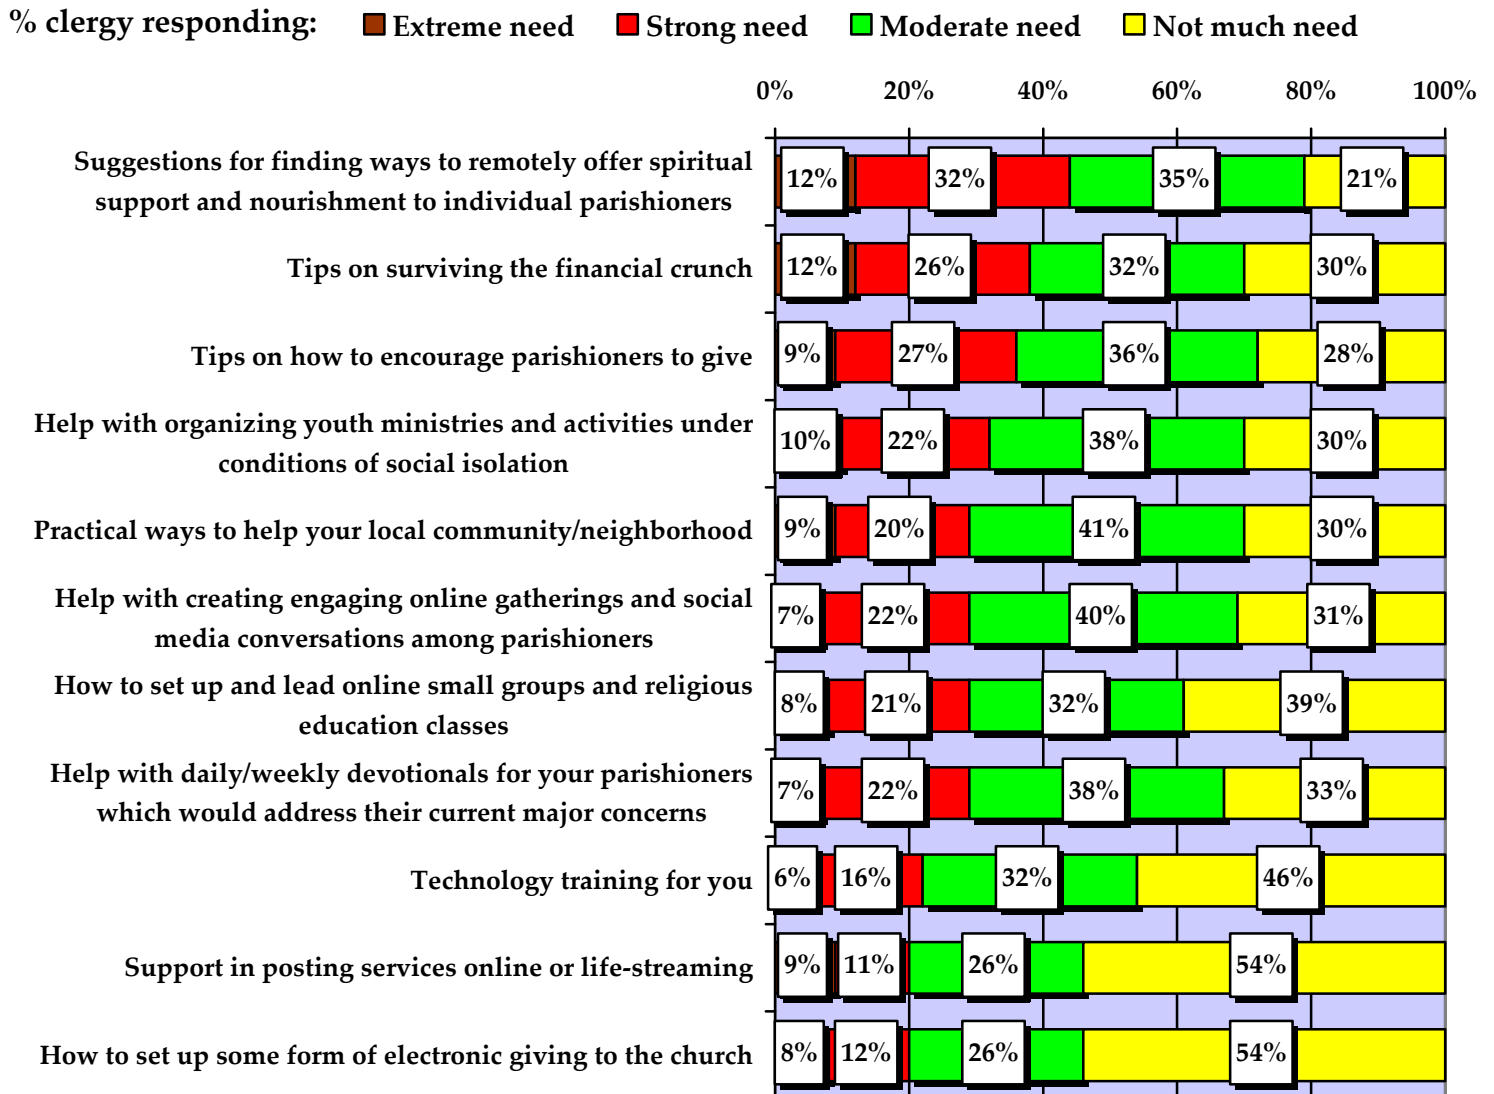 % clergy responding: Extreme need Strong need Moderate need Not much need
0% 20% 40% 60% 80% 100%
Suggestions for finding ways to remotely offer spiritual
support and nourishment to individual parishioners
12% 32% 35% 21%
Tips on surviving the financial crunch
12% 26% 32% 30%
Tips on how to encourage parishioners to give
9% 27% 36% 28%
Help with organizing youth ministries and activities under
conditions of social isolation
10% 22% 38% 30%
Practical ways to help your local community/neighborhood
9% 20% 41% 30%
Help with creating engaging online gatherings and social
media conversations among parishioners
7% 22% 40% 31%
How to set up and lead online small groups and religious
education classes
8% 21% 32% 39%
Help with daily/weekly devotionals for your parishioners
which would address their current major concerns
7% 22% 38% 33%
Technology training for you
6% 16% 32% 46%
Support in posting services online or life-streaming
9% 11% 26% 54%
How to set up some form of electronic giving to the church
8% 12% 26% 54%